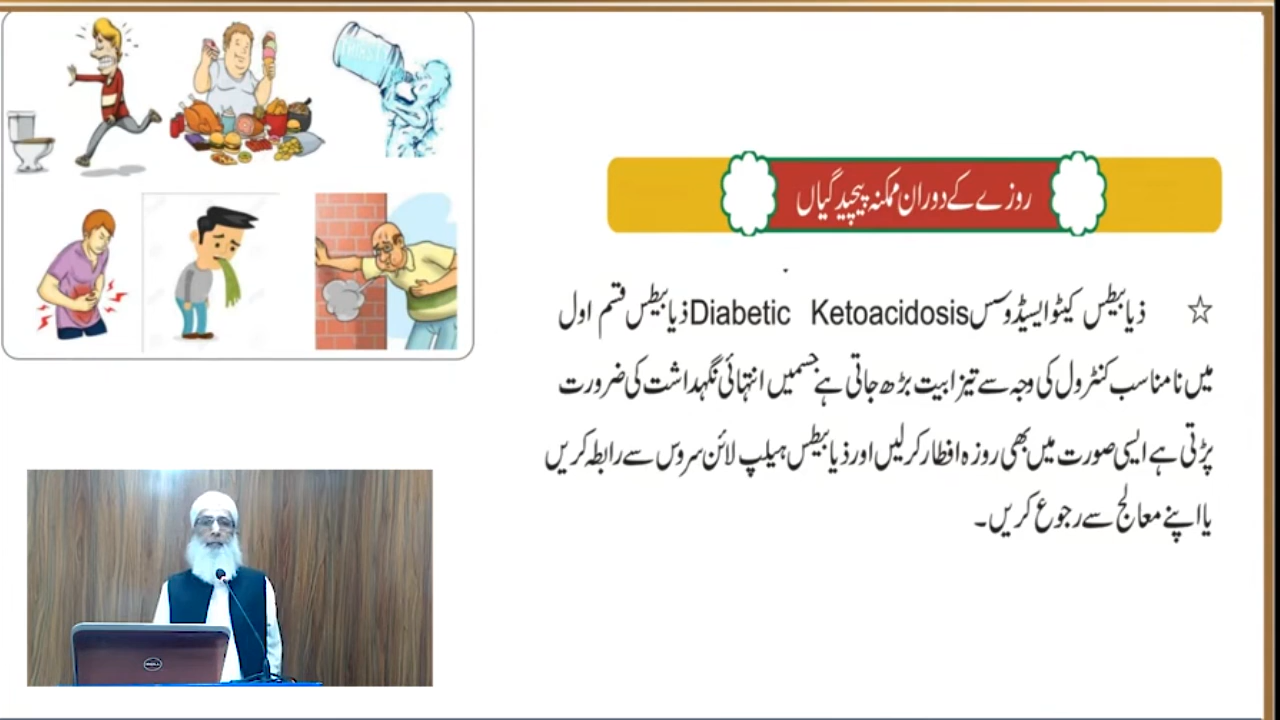 THIRSTY
روزے کے دوران ممکنہ پیچیدگیاں
☆ ذیابیطس کیٹوایسیڈوسس Diabetic Ketoacidosis ذیابیطس قسم اول
میں نامناسب کنٹرول کی وجہ سے تیزابیت بڑھ جاتی ہے جسمیں انتہائی نگہداشت کی ضرورت
پڑتی ہے ایسی صورت میں بھی روزہ افطار کرلیں اور ذیابیطس ہیلپ لائن سروس سے رابطہ کریں
یا اپنے معالج سے رجوع کریں۔
DELL